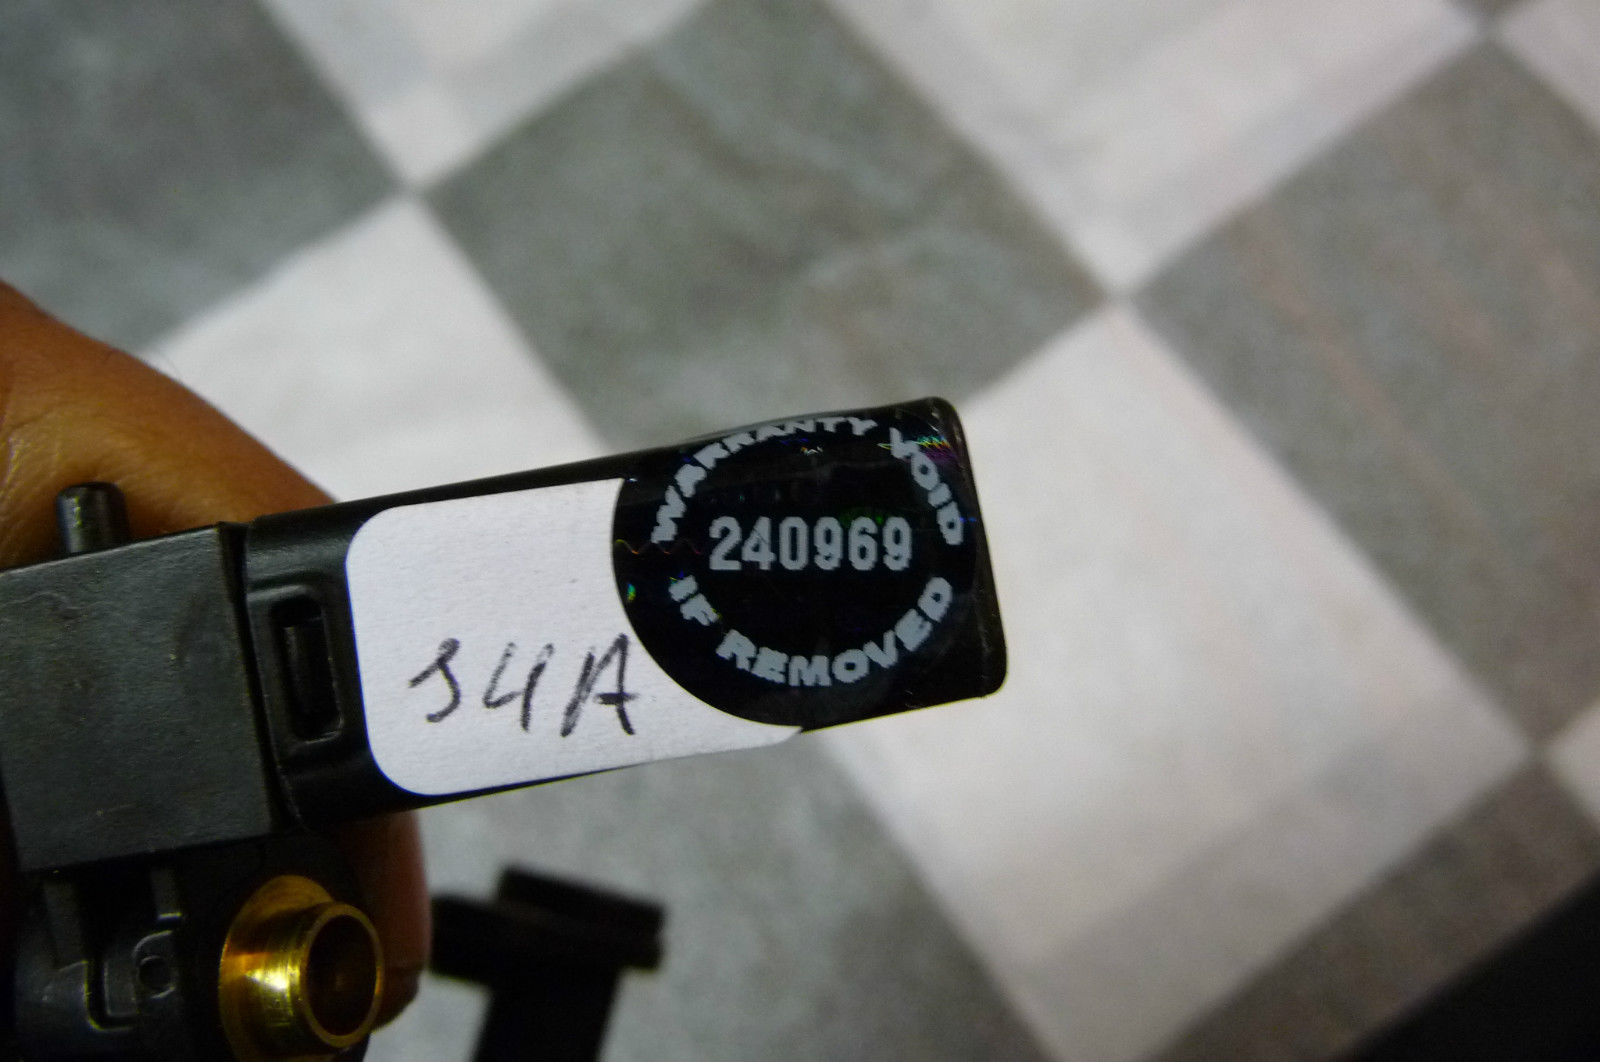 34A
WARRANTY VOID
240969
IF REMOVED